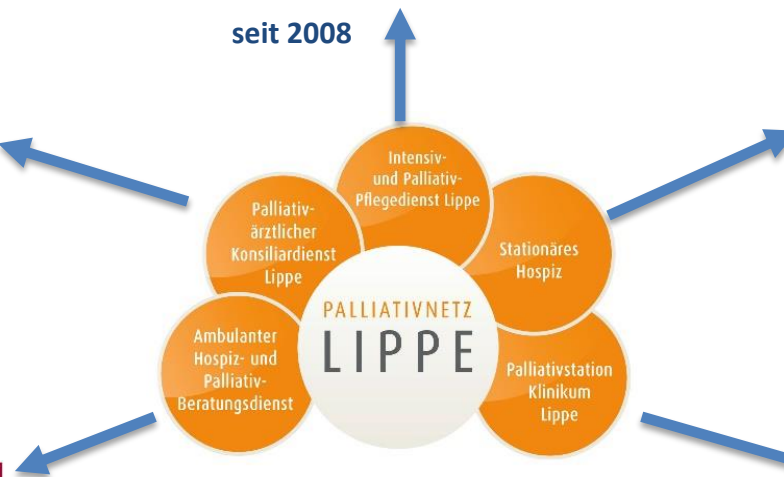 seit 2008
Intensiv-
und Palliativ-
Pflegedienst Lippe
Palliativ-
ärztlicher
Konsiliardienst
Lippe
Stationäres
Hospiz
PALLIATIVNETZ
LIPPE
Ambulanter
Hospiz- und
Palliativ-
Beratungsdienst
Palliativstation
Klinikum
Lippe